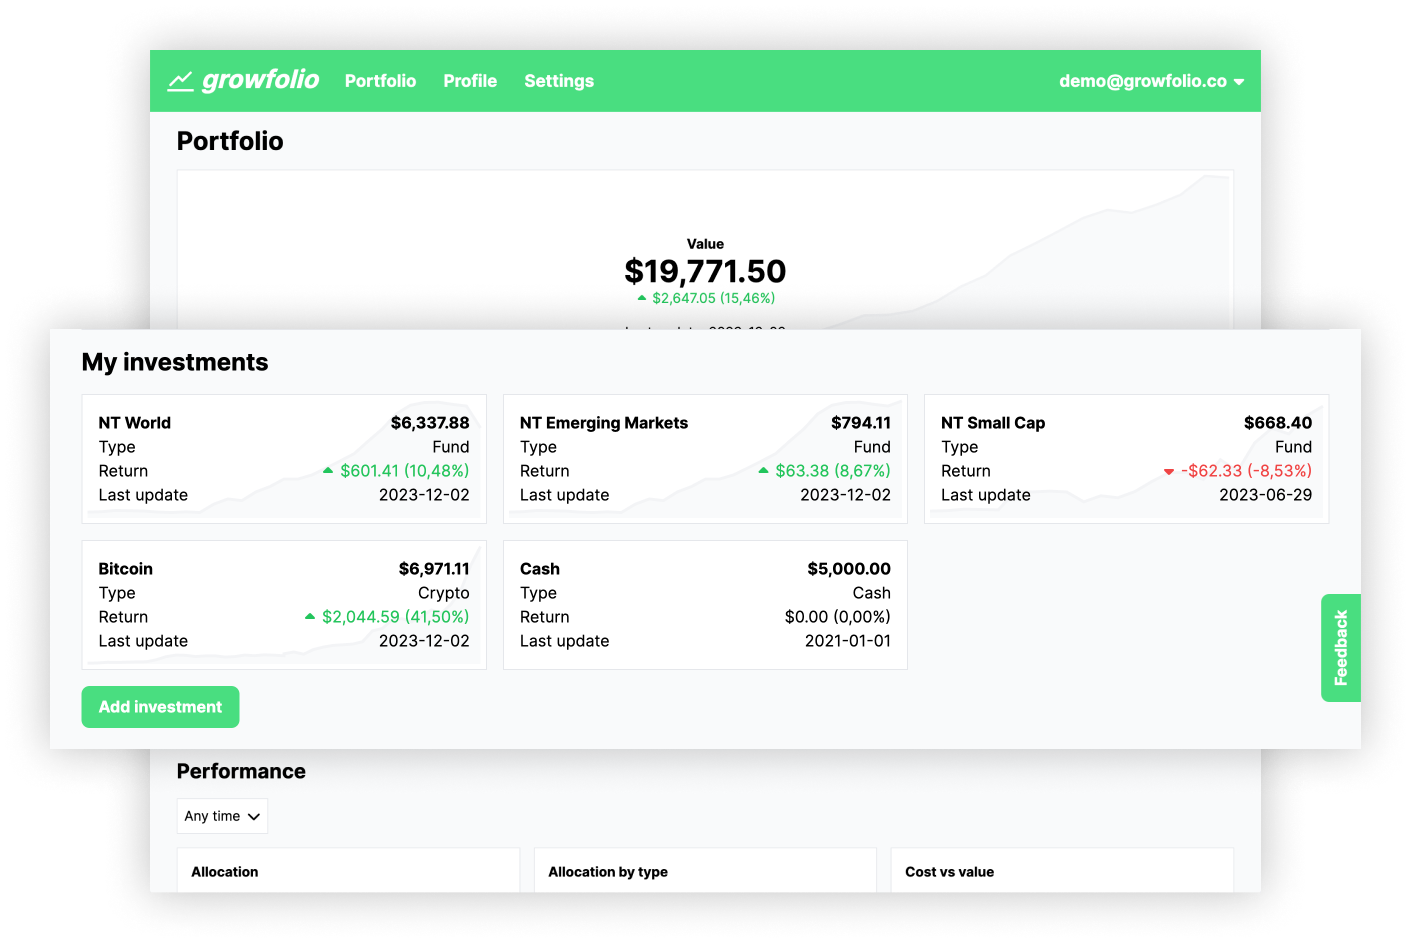 growfolio Portfolio Profile Settings demo@growfolio.co
Portfolio
Value
$19,771.50
$2,647.05 (15,46%)
My investments
NT World $6,337.88
Type Fund
Return $601.41 (10,48%)
Last update 2023-12-02
NT Emerging Markets $794.11
Type Fund
Return $63.38 (8,67%)
Last update 2023-12-02
NT Small Cap $668.40
Type Fund
Return -$62.33 (-8,53%)
Last update 2023-06-29
Bitcoin $6,971.11
Type Crypto
Return $2,044.59 (41,50%)
Last update 2023-12-02
Cash $5,000.00
Type Cash
Return $0.00 (0,00%)
Last update 2021-01-01
Feedback
Add investment
Performance
Any time
Allocation
Allocation by type
Cost vs value